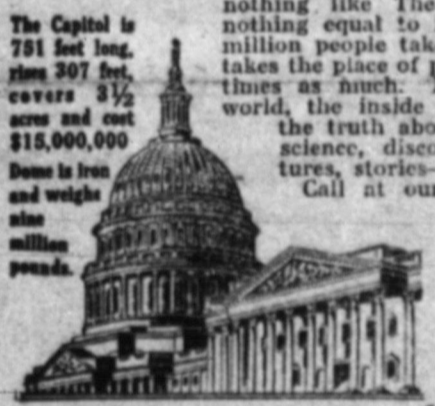 The Capitol is
751 feet long,
rises 307 feet,
covers 3½
acres and cost
$15,000,000
Dome is iron
and weighs
nine
million
pounds.
nothing like The
nothing equal to
million people tak
takes the place of p
times as much.
world, the inside
the truth abo
science, disco
tures, stories—
Call at our